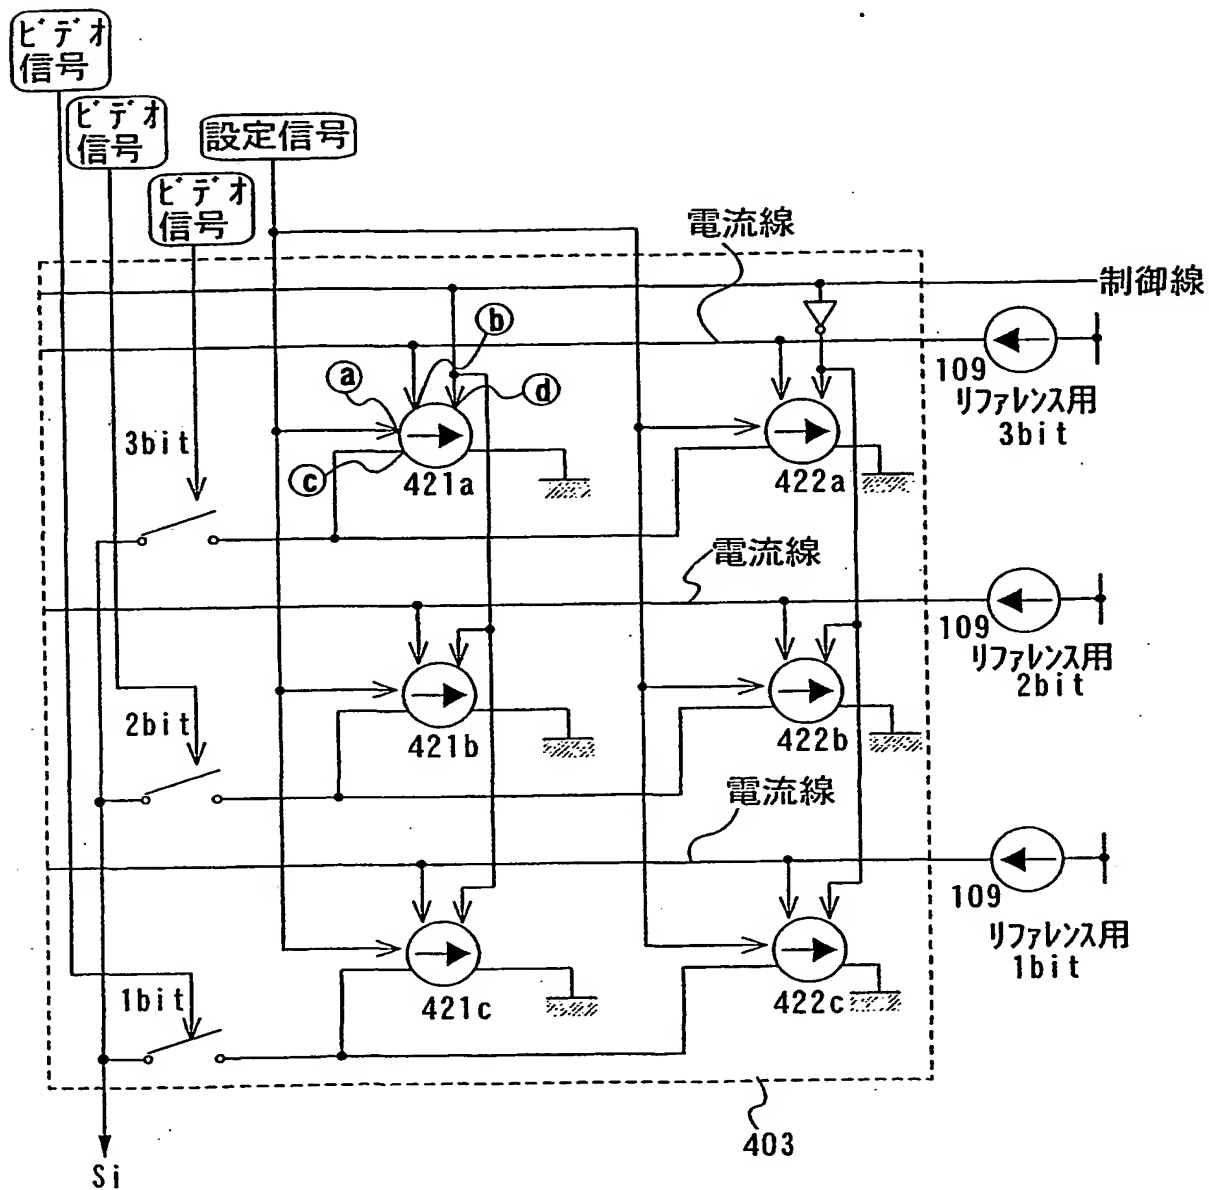 ビデオ
信号
ビデオ
信号
設定信号
ビデオ
信号
電流線
制御線
ⓑ
ⓐ
ⓓ
109
リファレンス用
3bit
3bit
ⓒ
421a
422a
電流線
109
リファレンス用
2bit
2bit
421b
422b
電流線
109
リファレンス用
1bit
1bit
421c
422c
403
Si